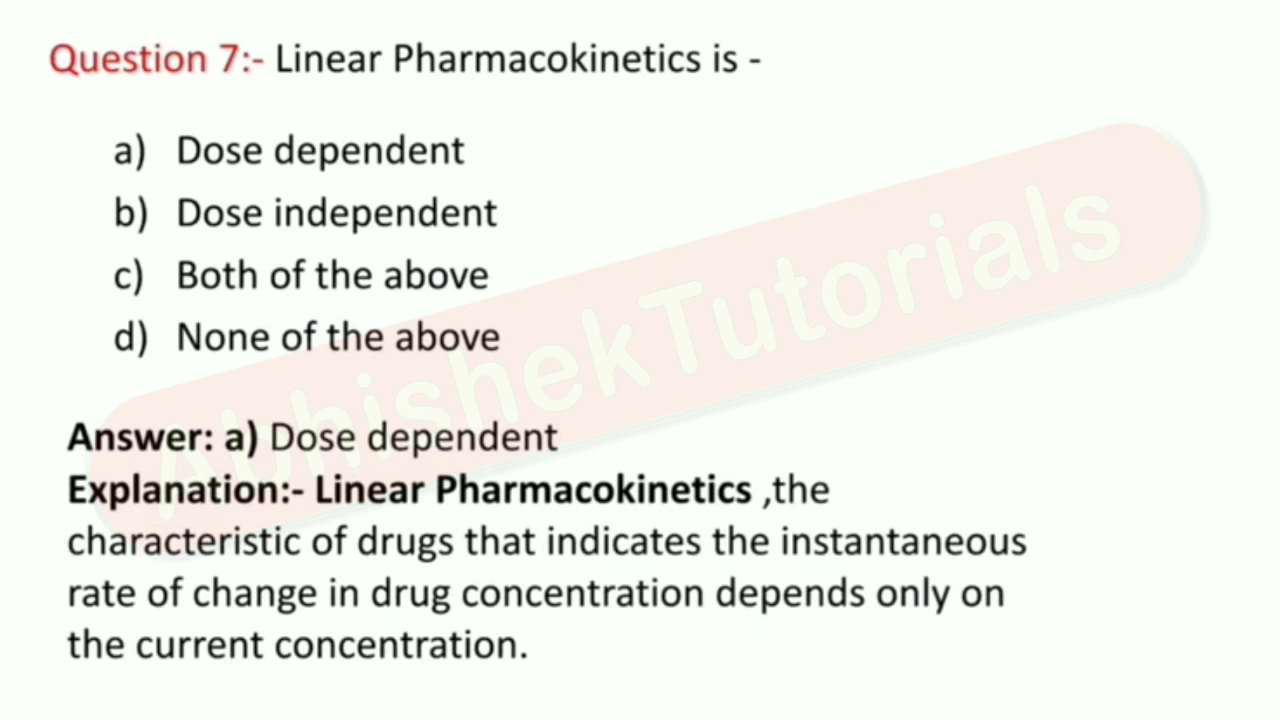 Question 7:- Linear Pharmacokinetics is -
a) Dose dependent
b) Dose independent
c) Both of the above
d) None of the above
AbhishekTutorials
Answer: a) Dose dependent
Explanation:- Linear Pharmacokinetics ,the
characteristic of drugs that indicates the instantaneous
rate of change in drug concentration depends only on
the current concentration.